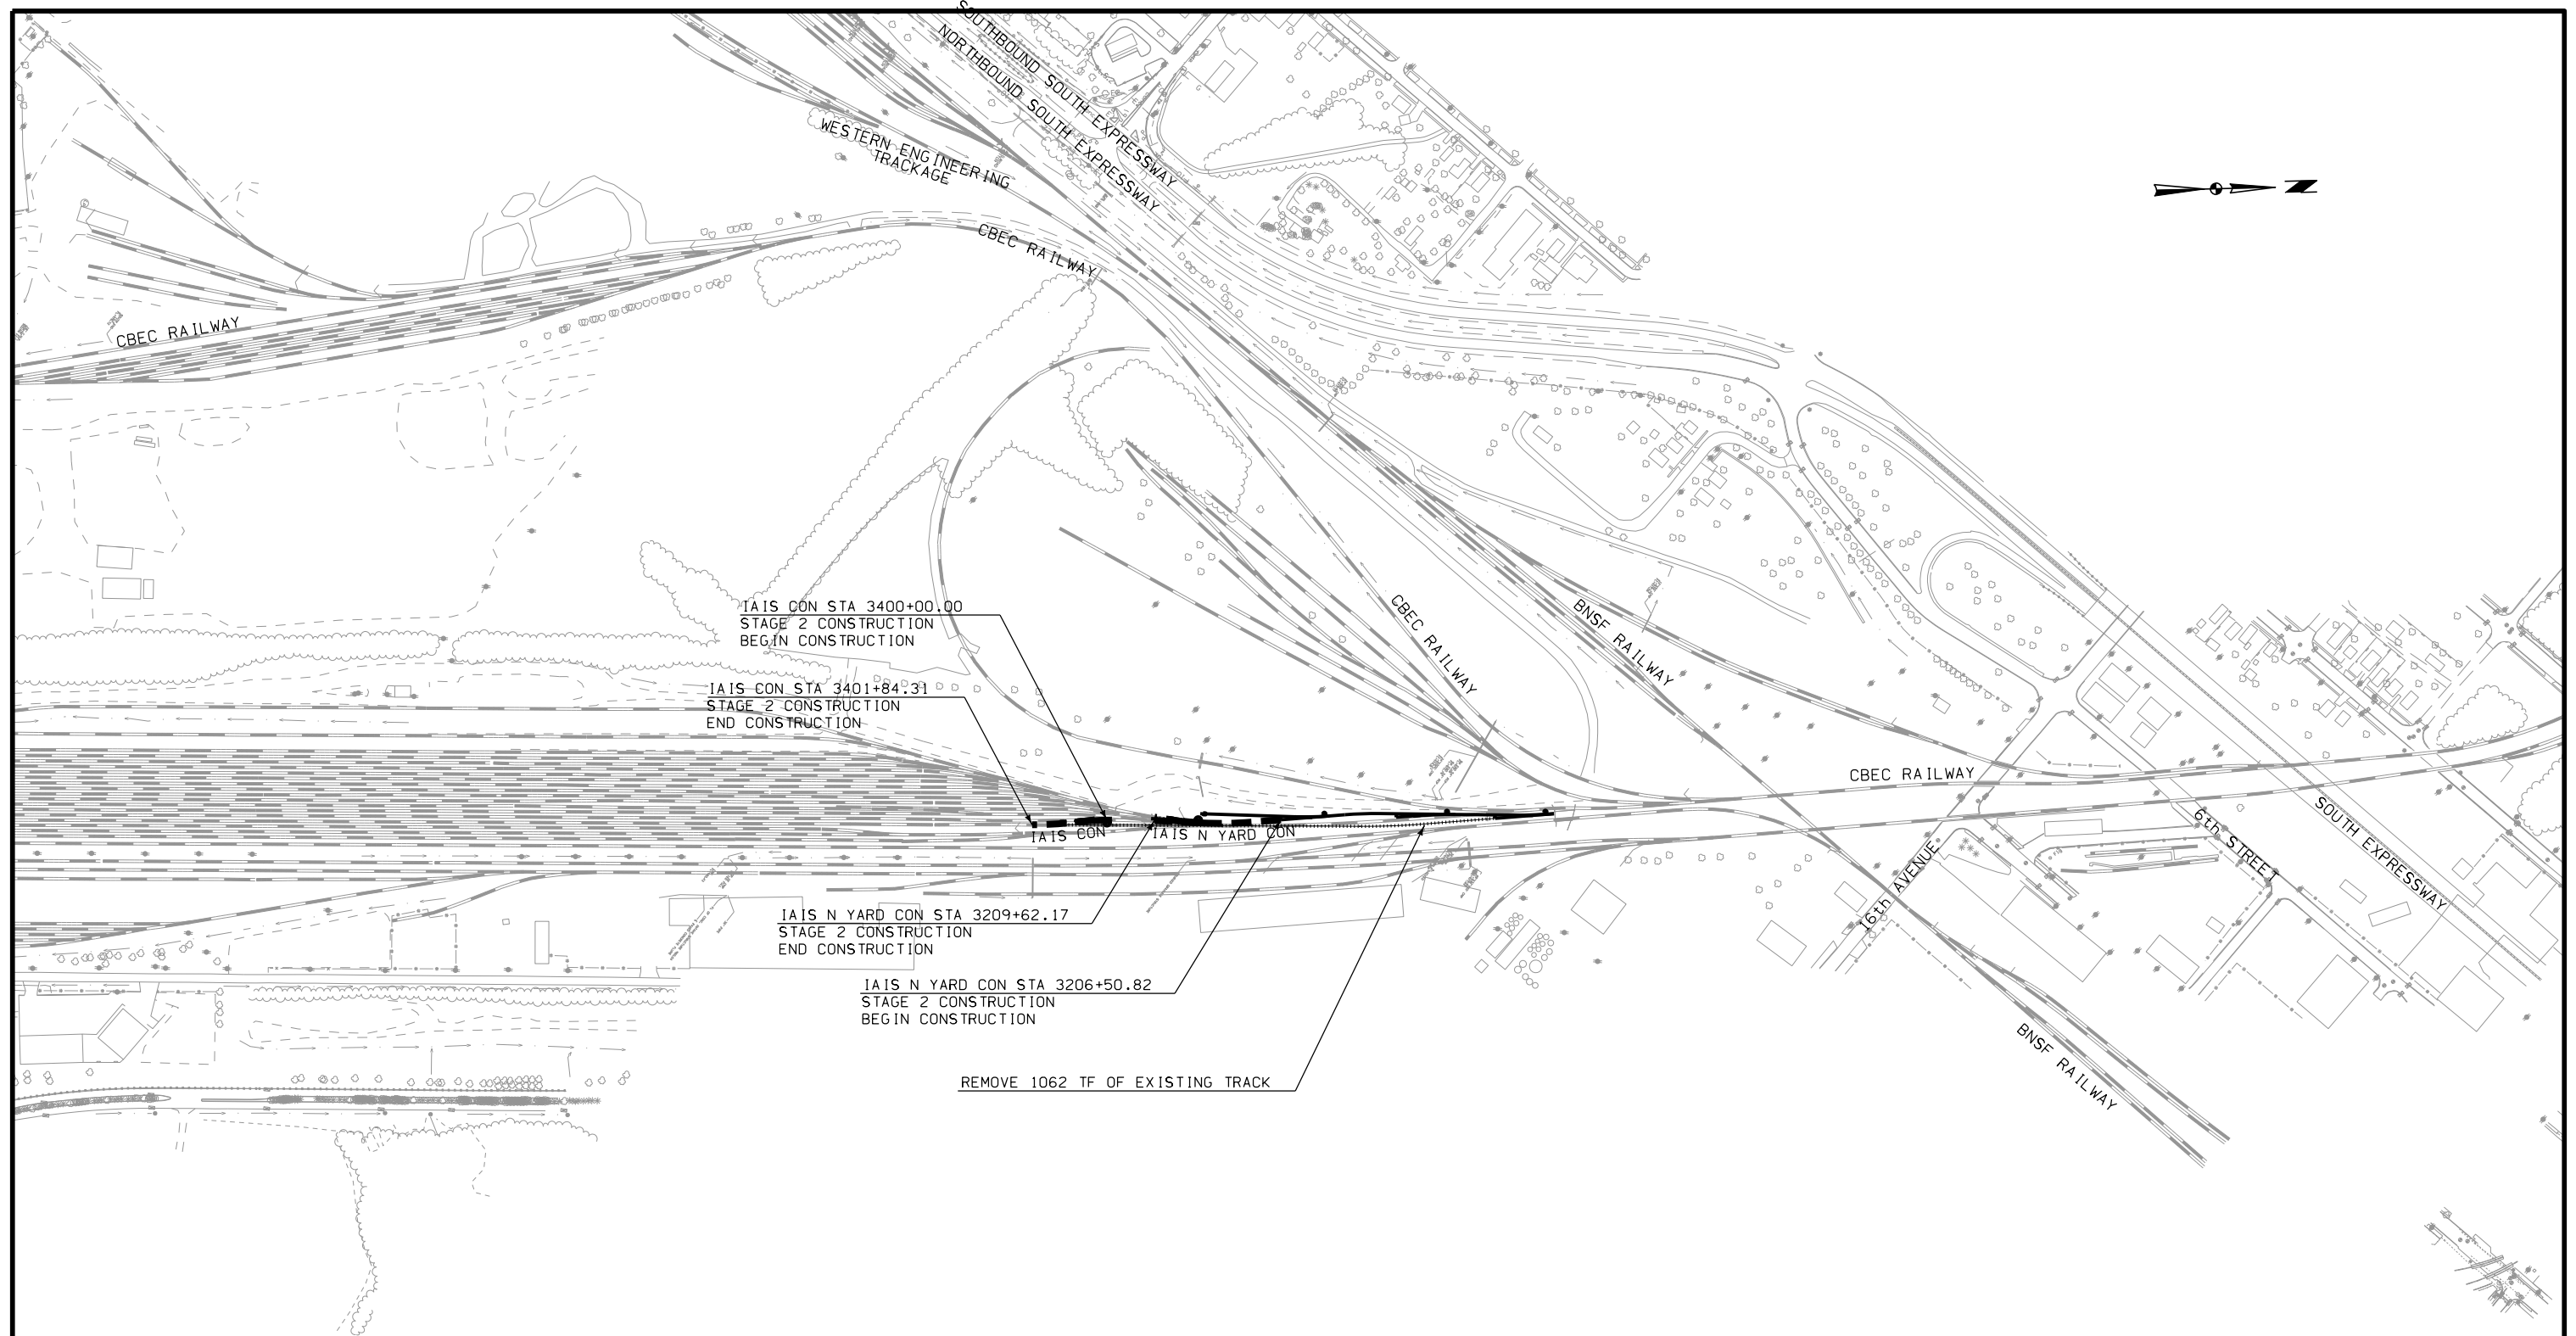 SOUTHBOUND SOUTH EXPRESSWAY
NORTHBOUND SOUTH EXPRESSWAY
WESTERN ENGINEERING
TRACKAGE
N
CBEC RAILWAY
CBEC RAILWAY
IAIS CON STA 3400+00.00
STAGE 2 CONSTRUCTION
BEGIN CONSTRUCTION
CBEC RAILWAY
BNSF RAILWAY
IAIS CON STA 3401+84.31
STAGE 2 CONSTRUCTION
END CONSTRUCTION
CBEC RAILWAY
IAIS CON
IAIS N YARD CON
6th STREET
SOUTH EXPRESSWAY
16th AVENUE
IAIS N YARD CON STA 3209+62.17
STAGE 2 CONSTRUCTION
END CONSTRUCTION
IAIS N YARD CON STA 3206+50.82
STAGE 2 CONSTRUCTION
BEGIN CONSTRUCTION
BNSF RAILWAY
REMOVE 1062 TF OF EXISTING TRACK